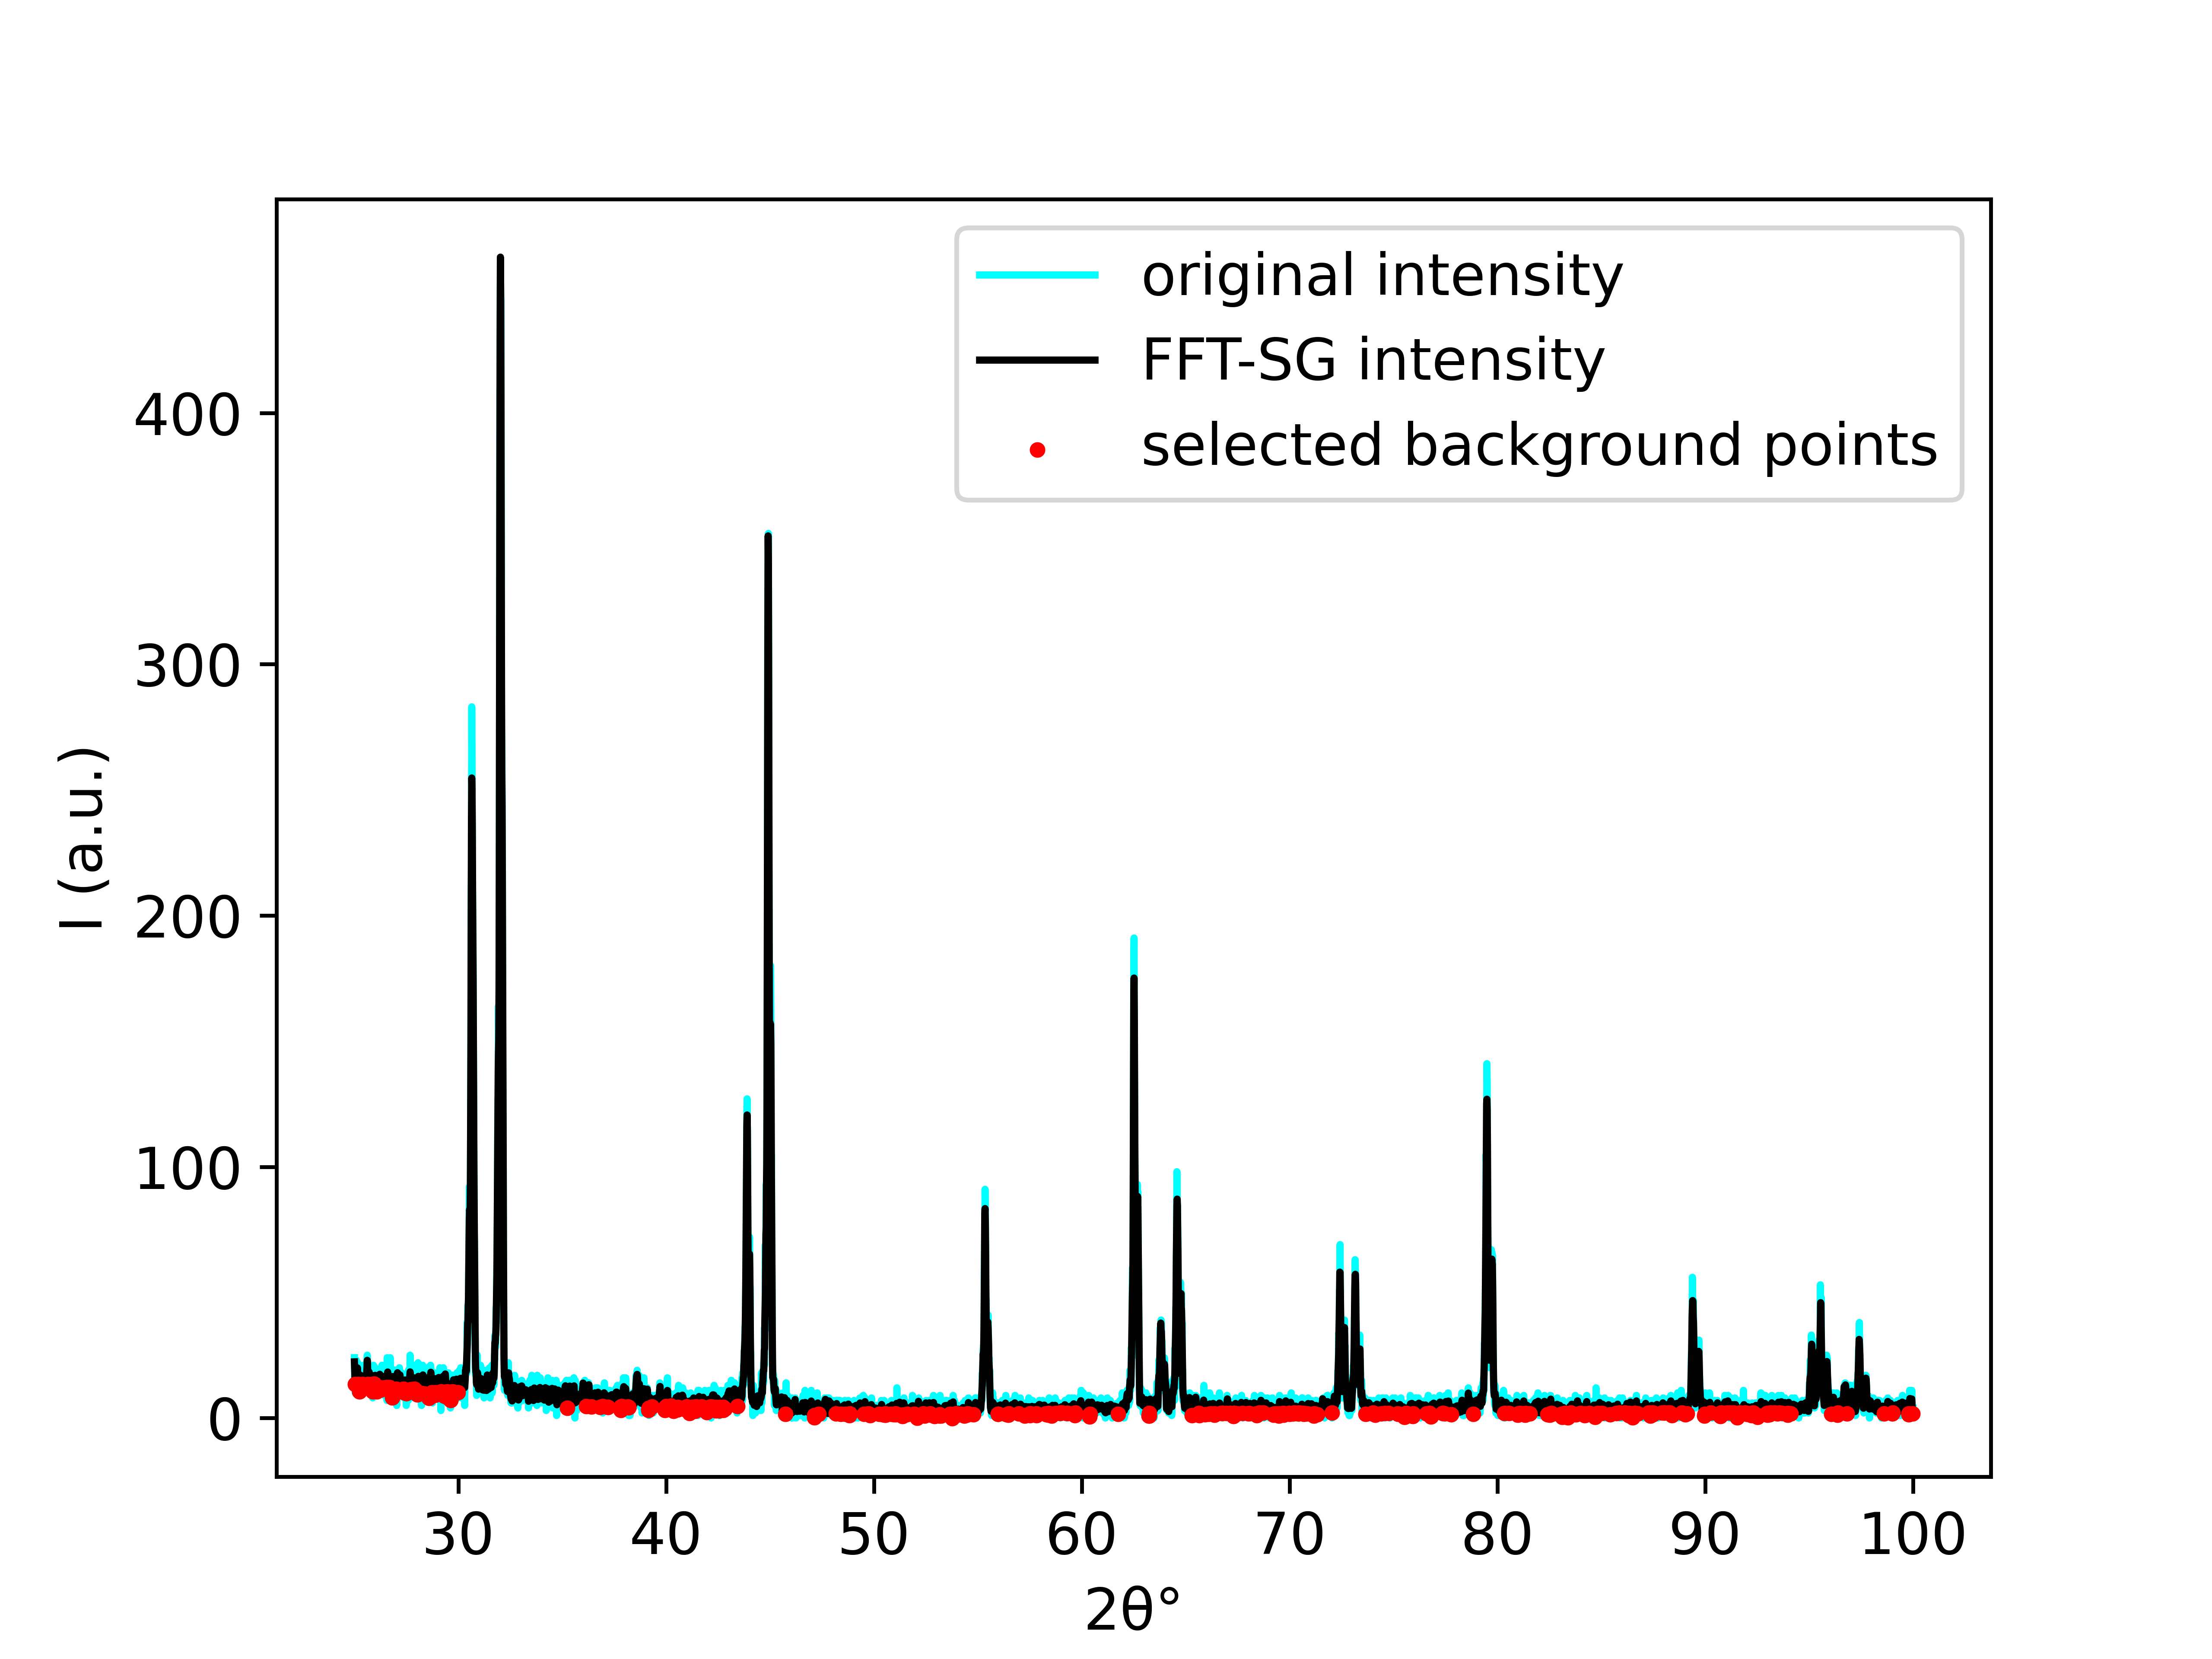 original intensity
FFT-SG intensity
selected background points
400
300
200
100
0
I (a.u.)
30 40 50 60 70 80 90 100
2θ°